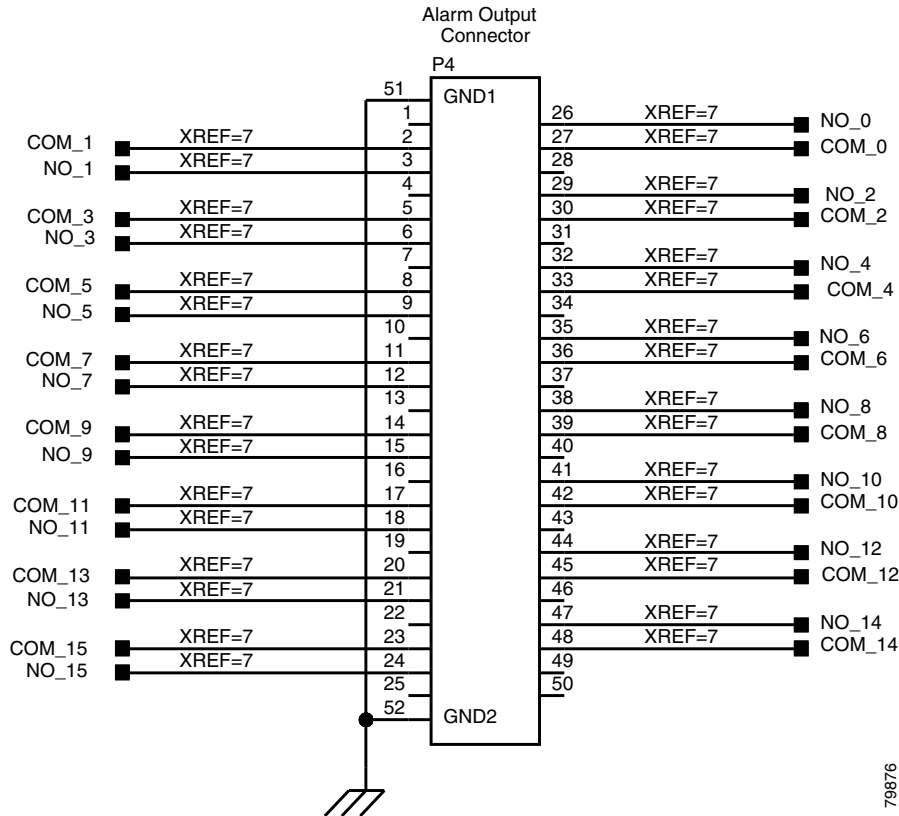 Alarm Output
Connector
P4
51 GND1
1 26 XREF=7 NO_0
COM_1 XREF=7 2 27 XREF=7 COM_0
NO_1 XREF=7 3 28
4 29 XREF=7 NO_2
COM_3 XREF=7 5 30 XREF=7 COM_2
NO_3 XREF=7 6 31
7 32 XREF=7 NO_4
COM_5 XREF=7 8 33 XREF=7 COM_4
NO_5 XREF=7 9 34
10 35 XREF=7 NO_6
COM_7 XREF=7 11 36 XREF=7 COM_6
NO_7 XREF=7 12 37
13 38 XREF=7 NO_8
COM_9 XREF=7 14 39 XREF=7 COM_8
NO_9 XREF=7 15 40
16 41 XREF=7 NO_10
COM_11 XREF=7 17 42 XREF=7 COM_10
NO_11 XREF=7 18 43
19 44 XREF=7 NO_12
COM_13 XREF=7 20 45 XREF=7 COM_12
NO_13 XREF=7 21 46
22 47 XREF=7 NO_14
COM_15 XREF=7 23 48 XREF=7 COM_14
NO_15 XREF=7 24 49
25 50
52 GND2
79876